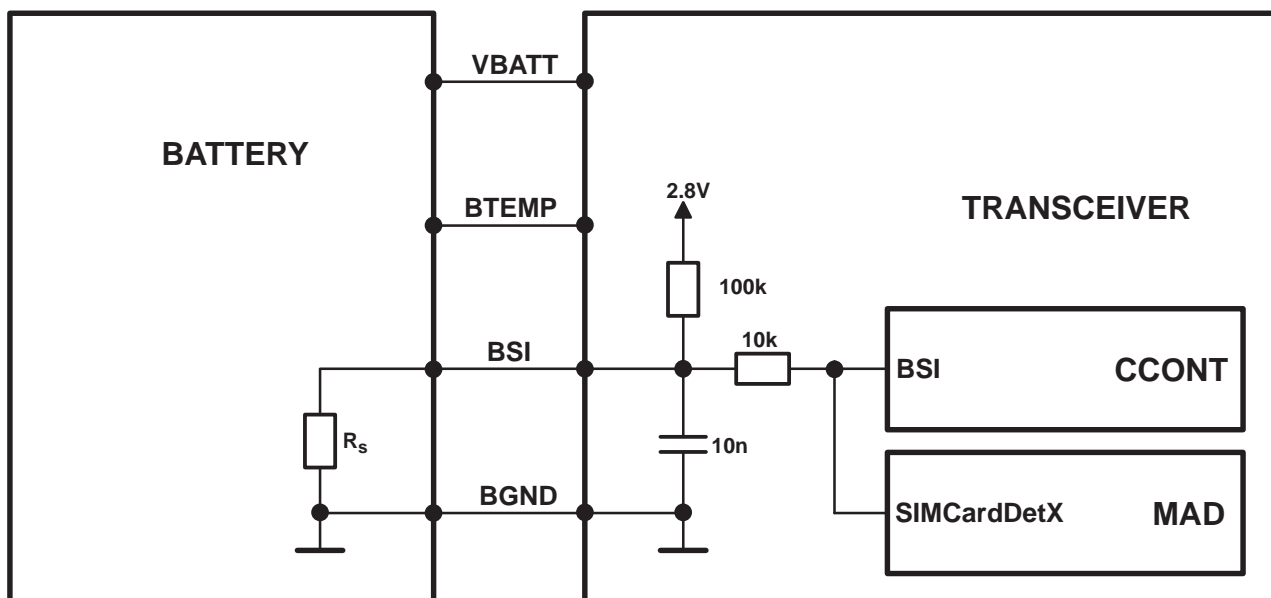 VBATT
BATTERY
2.8V
BTEMP
TRANSCEIVER
100k
10k
BSI
BSI
CCONT
Rs
10n
BGND
SIMCardDetX
MAD